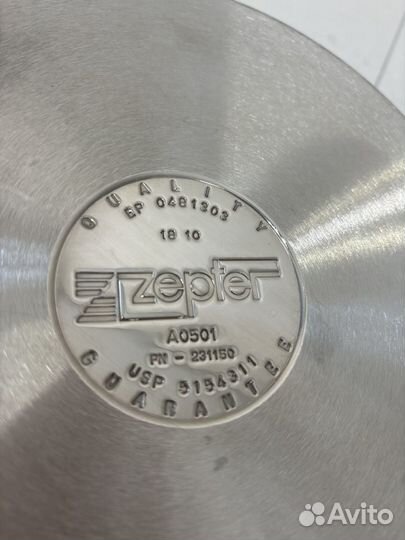 QUALITY
EP 0481303
18 10
zepter
A0501
PN - 231150
USP 5154311
GUARANTEE
Avito